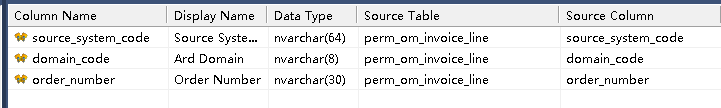 Column Name Display Name Data Type Source Table Source Column
source_system_code Source Syste... nvarchar(64) perm_om_invoice_line source_system_code
domain_code Ard Domain nvarchar(8) perm_om_invoice_line domain_code
order_number Order Number nvarchar(30) perm_om_invoice_line order_number